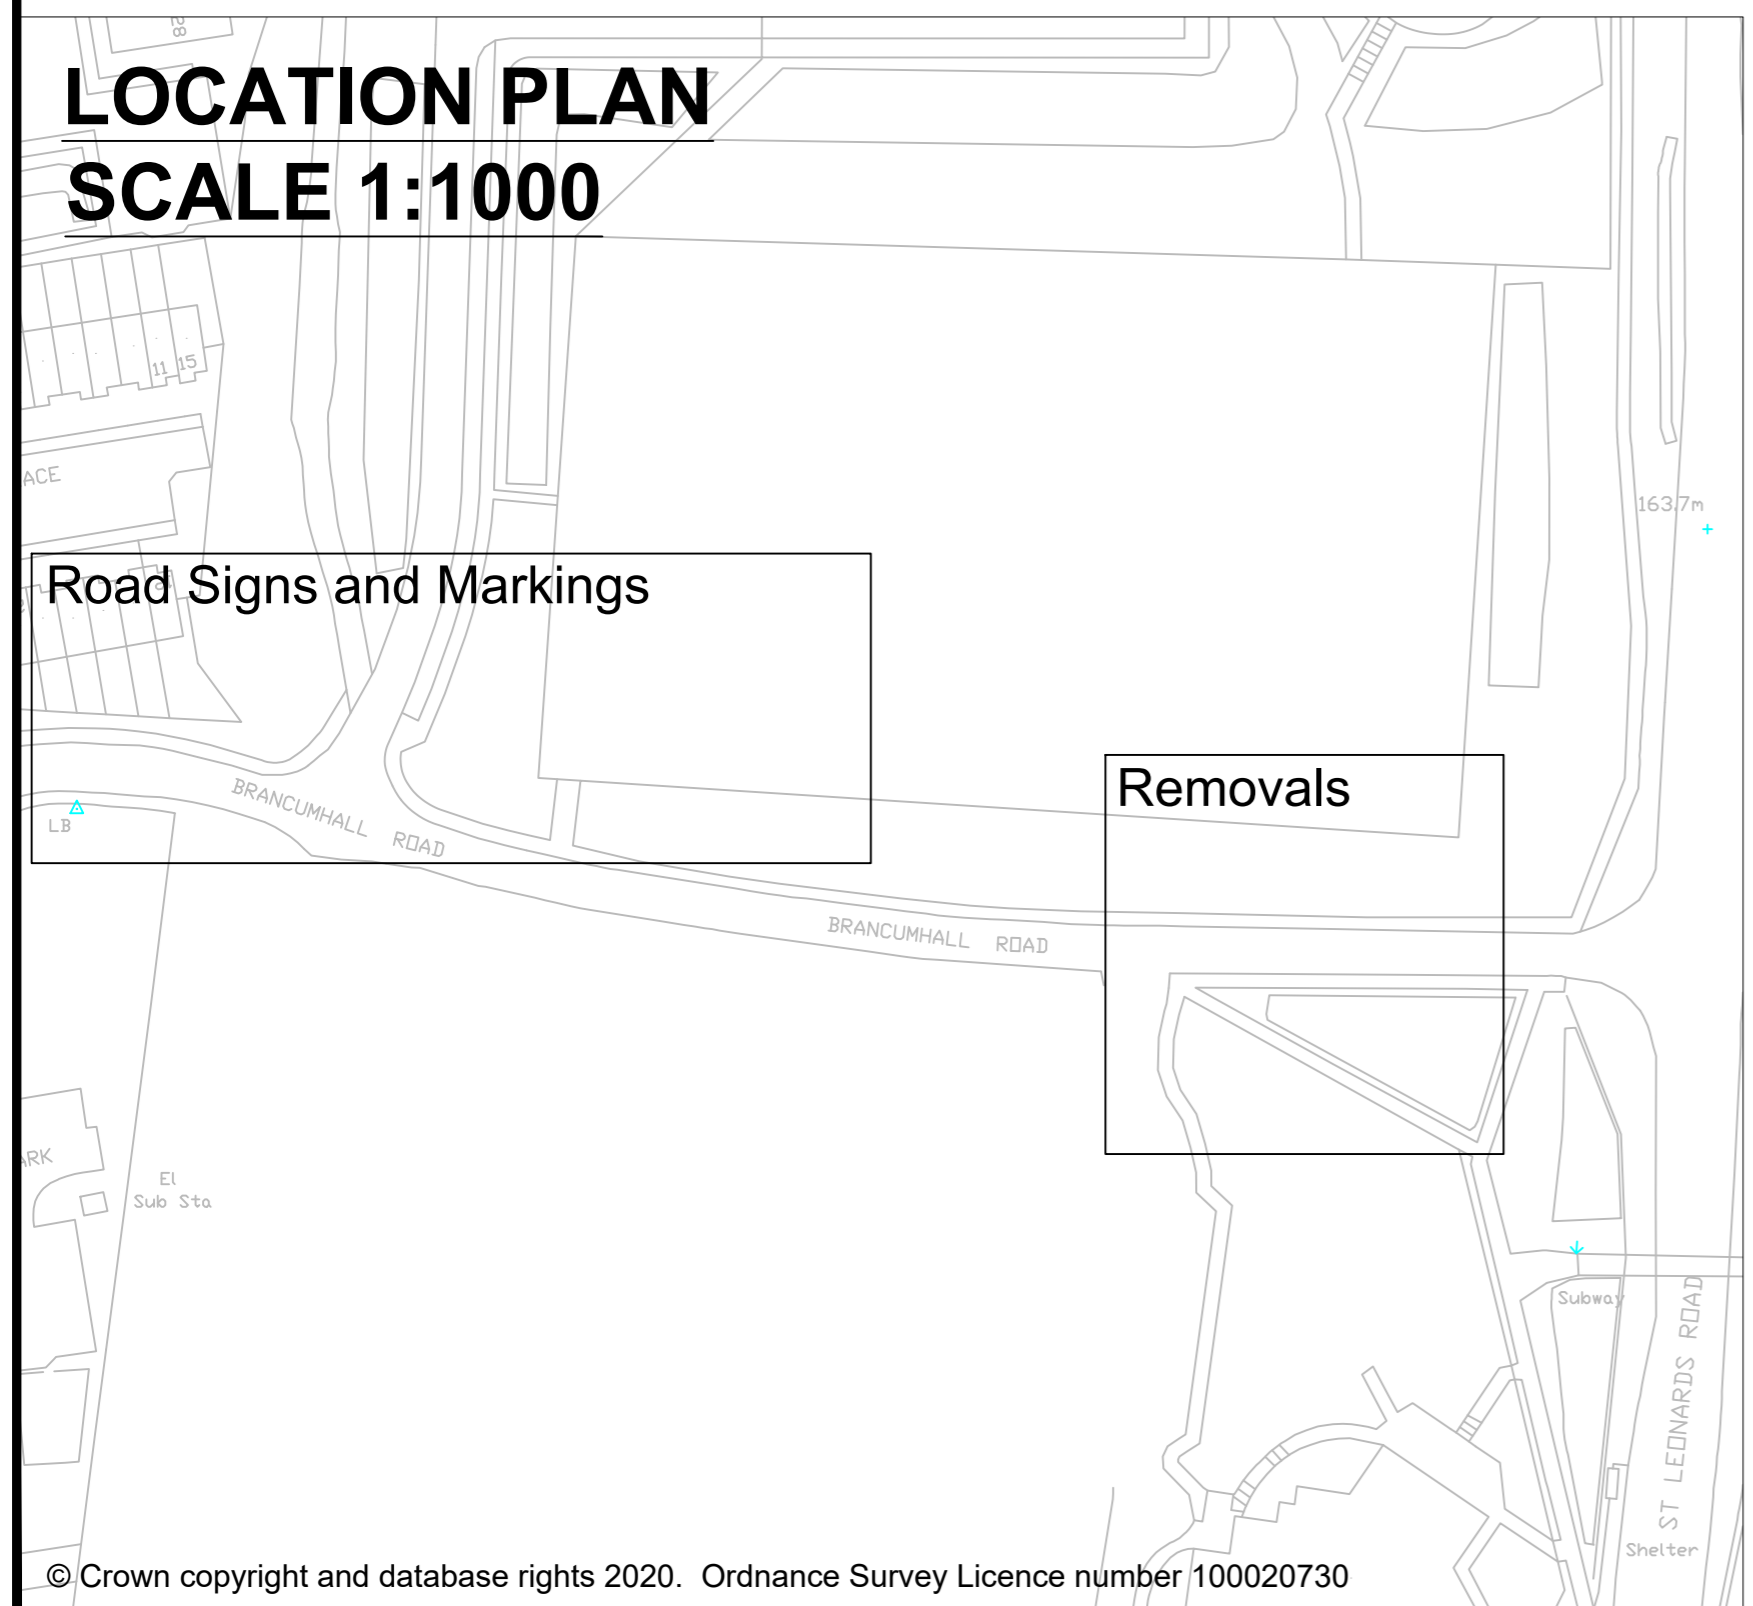 28
LOCATION PLAN
SCALE 1:1000
11 15
ACE
163.7m
Road Signs and Markings
Removals
BRANCUMHALL ROAD
LB
BRANCUMHALL ROAD
ARK
El
Sub Sta
Subway
ST LEONARDS ROAD
Shelter
© Crown copyright and database rights 2020. Ordnance Survey Licence number 100020730